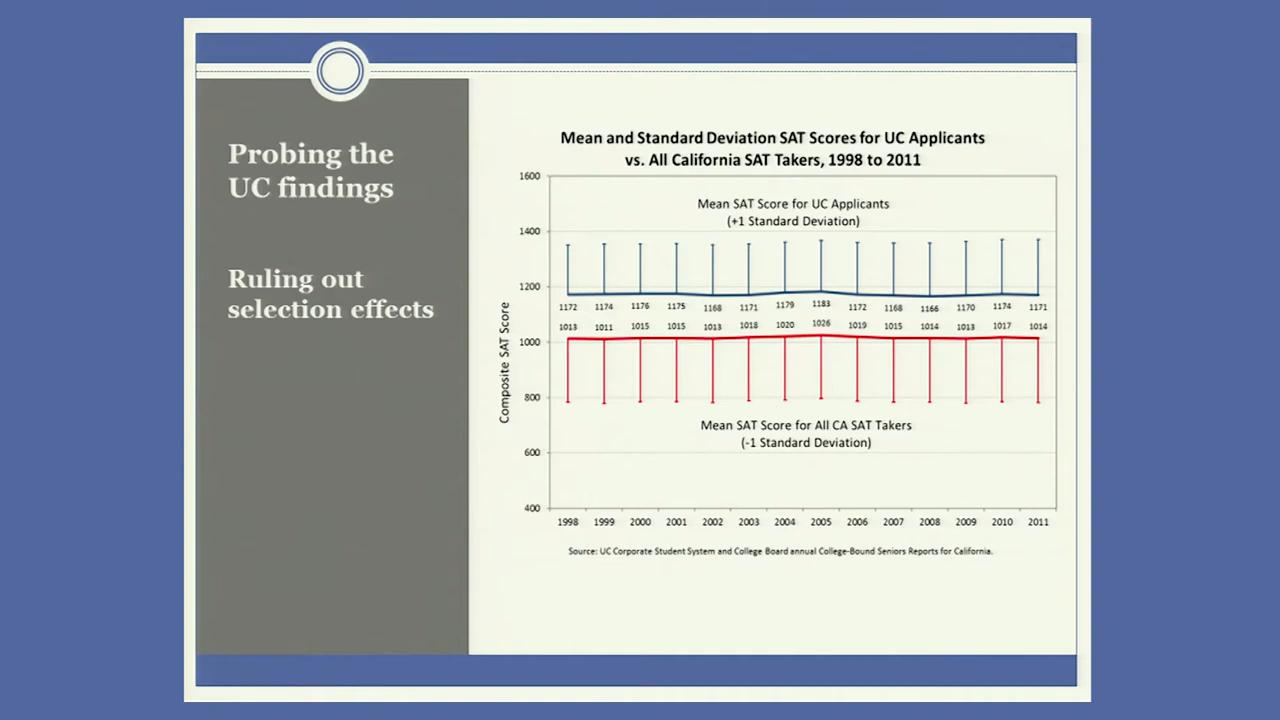 Probing the
UC findings
Ruling out
selection effects
Mean and Standard Deviation SAT Scores for UC Applicants
vs. All California SAT Takers, 1998 to 2011
Composite SAT Score
1600
1400
1200
1000
800
600
400
Mean SAT Score for UC Applicants
(+1 Standard Deviation)
1172 1174 1176 1175 1168 1171 1179 1183 1172 1168 1166 1170 1174 1171
1013 1011 1015 1015 1013 1018 1020 1026 1019 1015 1014 1013 1017 1014
Mean SAT Score for All CA SAT Takers
(-1 Standard Deviation)
1998 1999 2000 2001 2002 2003 2004 2005 2006 2007 2008 2009 2010 2011
Source: UC Corporate Student System and College Board annual College-Bound Seniors Reports for California.